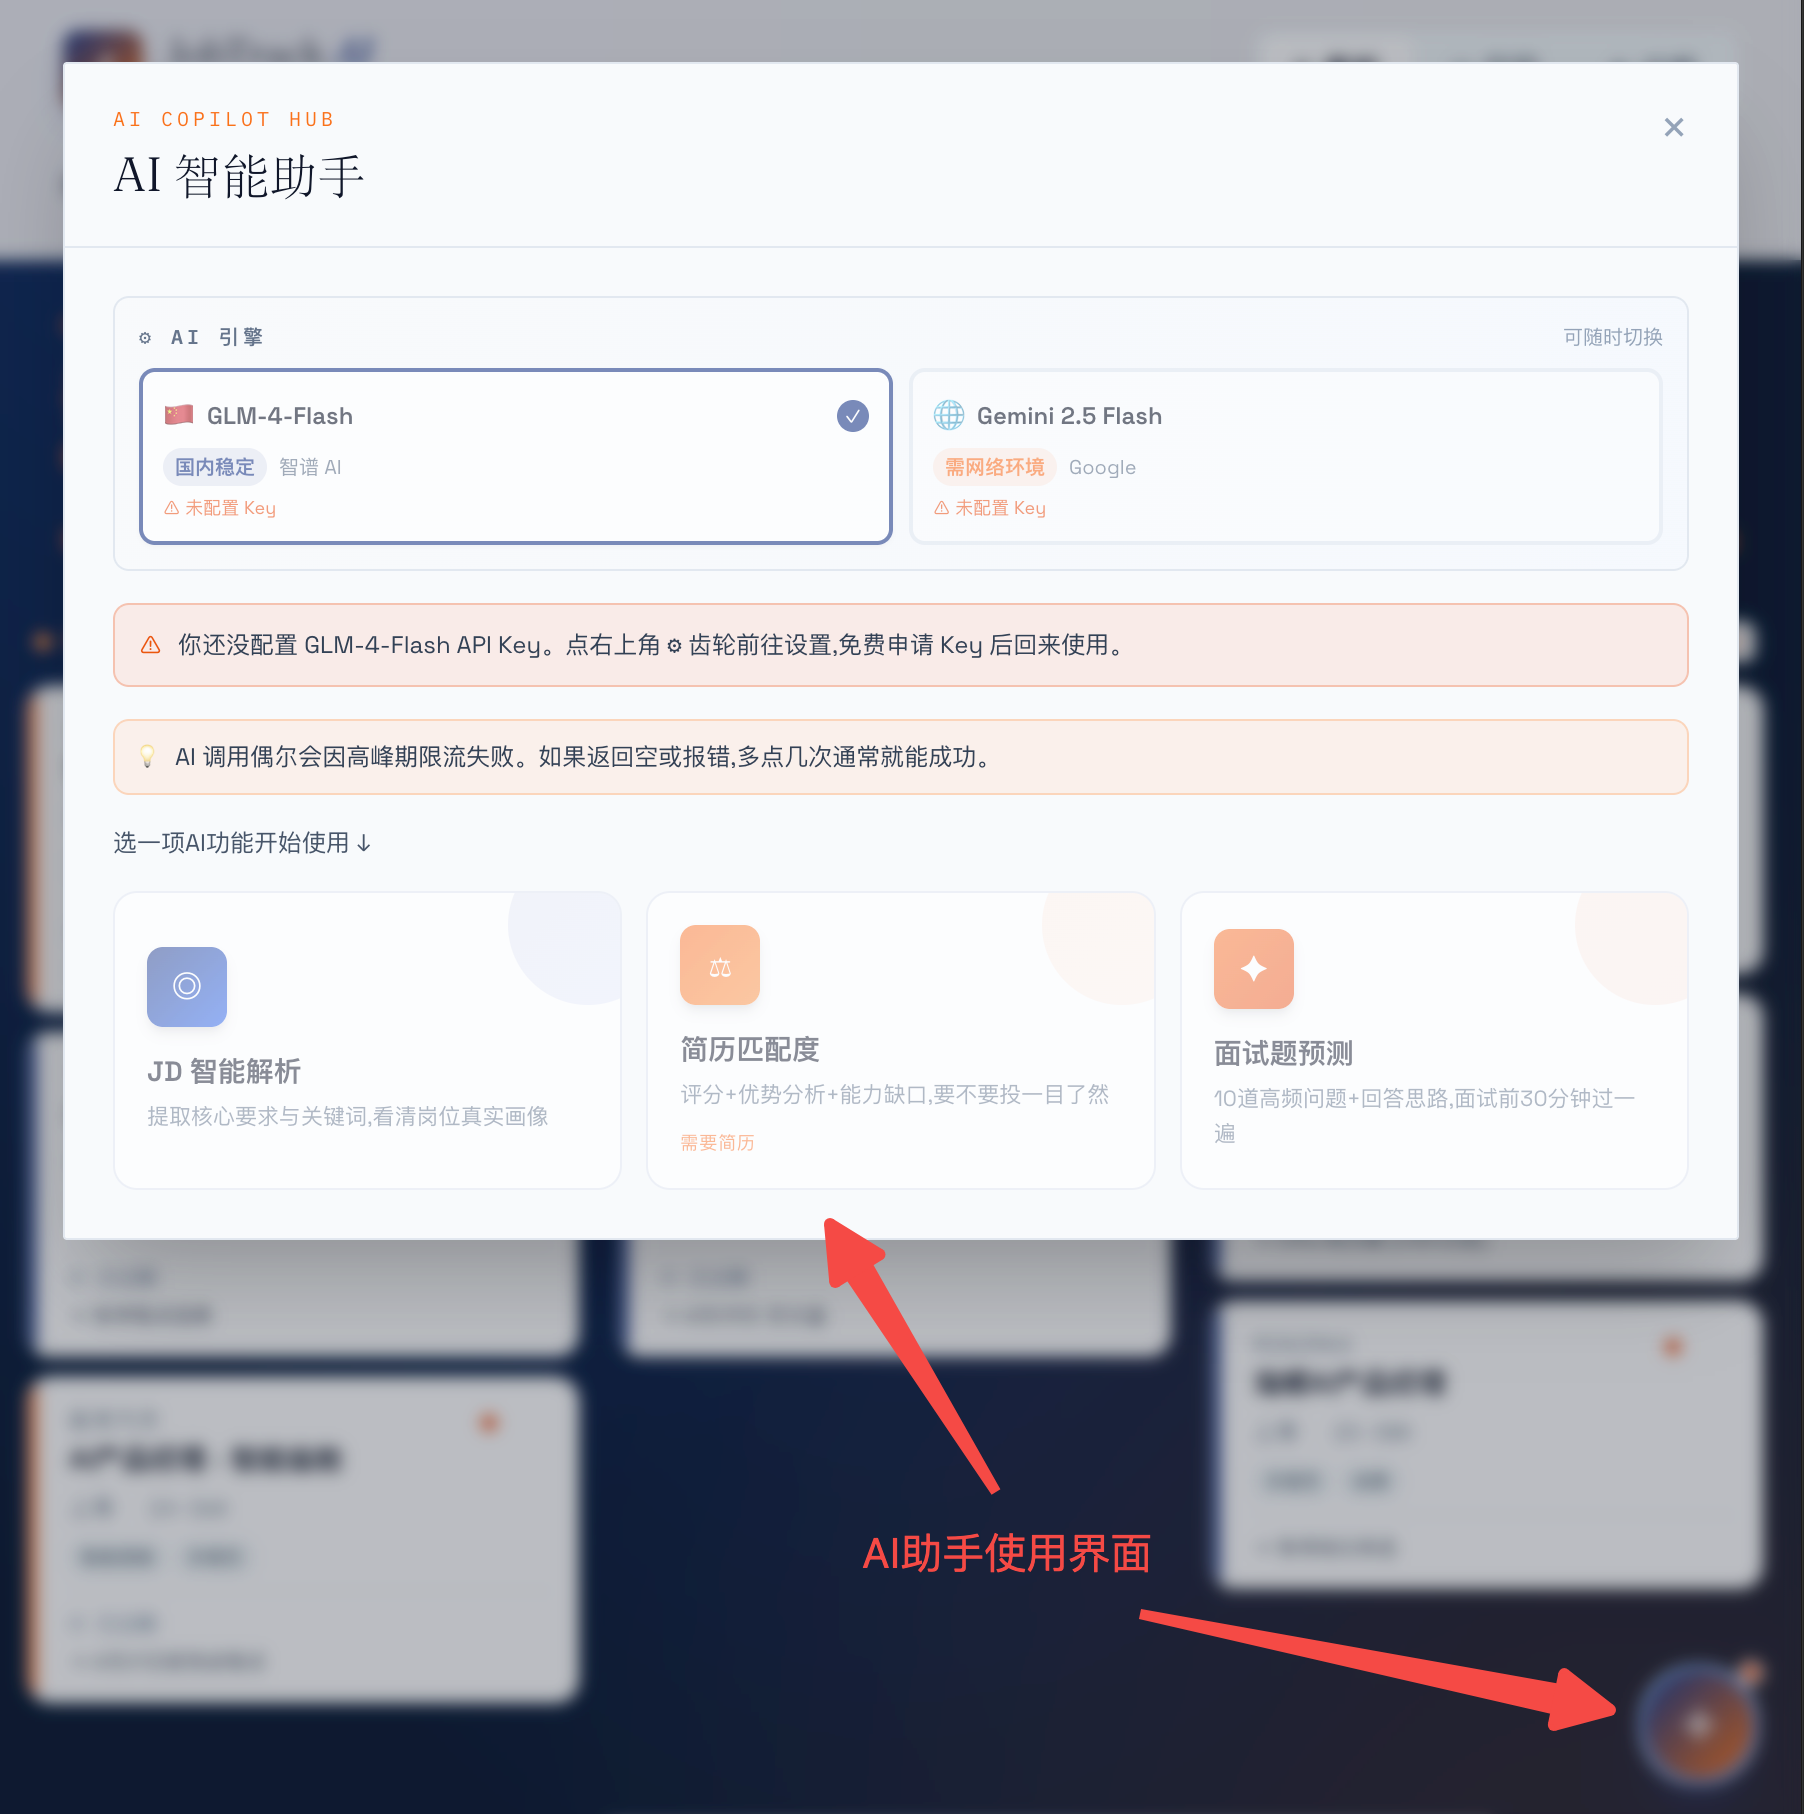 AI COPILOT HUB
AI 智能助手
AI 引擎
可随时切换
GLM-4-Flash
国内稳定 智谱 AI
未配置 Key
Gemini 2.5 Flash
需网络环境 Google
未配置 Key
你还没配置 GLM-4-Flash API Key。点右上角 ⚙ 齿轮前往设置,免费申请 Key 后回来使用。
AI 调用偶尔会因高峰期限流失败。如果返回空或报错,多点几次通常就能成功。
选一项AI功能开始使用 ↓
JD 智能解析
提取核心要求与关键词,看清岗位真实画像
简历匹配度
评分+优势分析+能力缺口,要不要投一目了然
需要简历
面试题预测
10道高频问题+回答思路,面试前30分钟过一
遍
AI助手使用界面